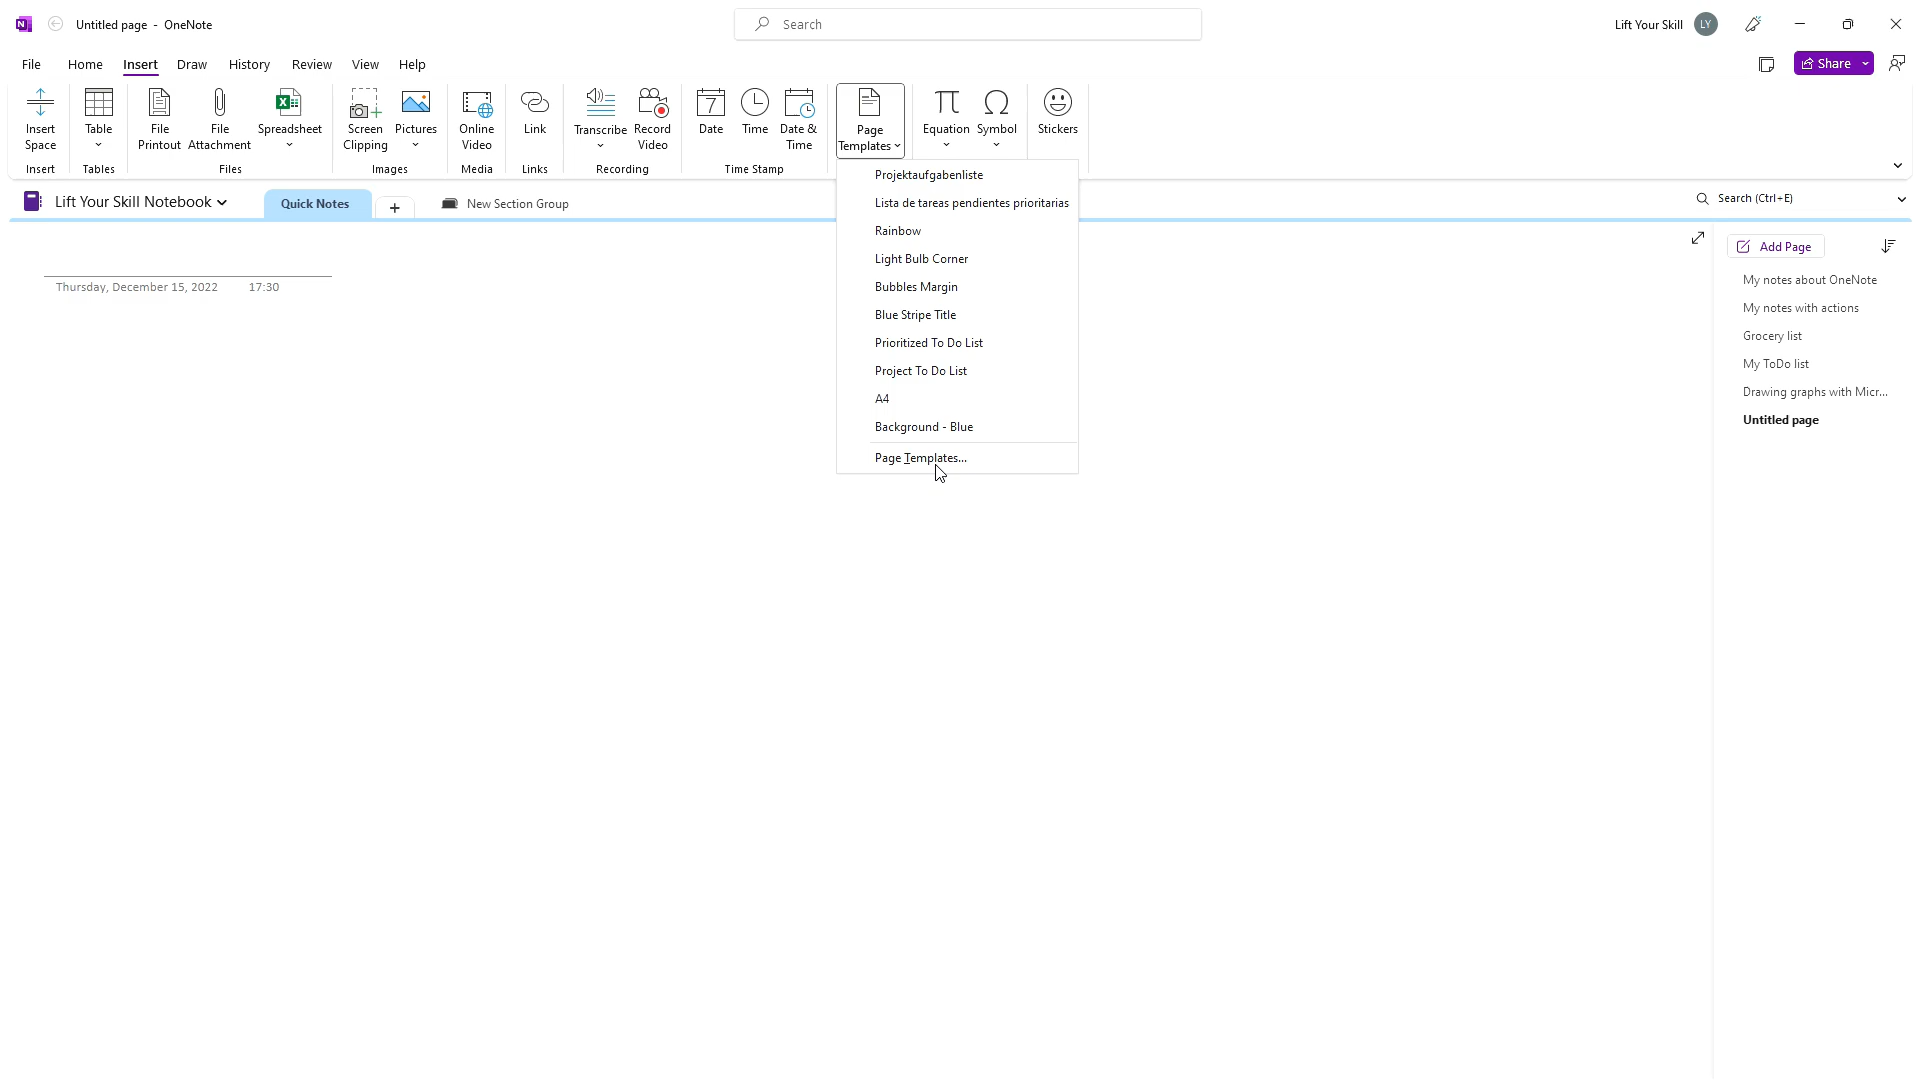 Untitled page - OneNote
Search
Lift Your Skill
LY
File
Home
Insert
Draw
History
Review
View
Help
Share
Insert
Space
Table
File
Printout
File
Attachment
Spreadsheet
Screen
Clipping
Pictures
Online
Video
Link
Transcribe
Record
Video
7
Date
Time
Date &
Time
Page
Templates
Equation
Symbol
Stickers
Insert
Tables
Files
Images
Media
Links
Recording
Time Stamp
Lift Your Skill Notebook
Quick Notes
New Section Group
Search (Ctrl+E)
Projektaufgabenliste
Lista de tareas pendientes prioritarias
Rainbow
Light Bulb Corner
Bubbles Margin
Blue Stripe Title
Prioritized To Do List
Project To Do List
A4
Background - Blue
Page Templates...
Thursday, December 15, 2022 17:30
Add Page
My notes about OneNote
My notes with actions
Grocery list
My ToDo list
Drawing graphs with Micr...
Untitled page